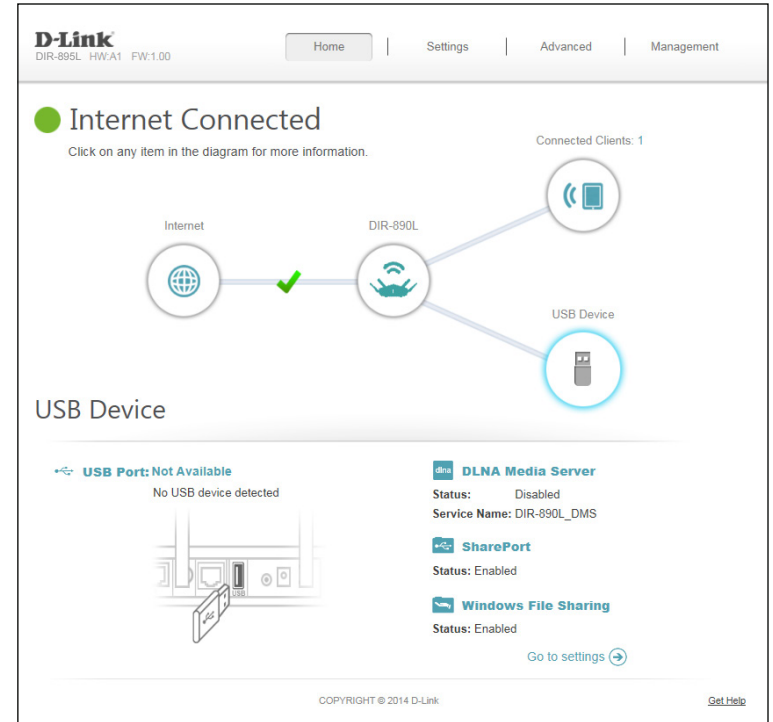 D-Link
DIR-895L HW:A1 FW:1.00
Home
Settings
Advanced
Management
Internet Connected
Click on any item in the diagram for more information.
Connected Clients: 1
Internet
DIR-890L
USB Device
USB Device
USB Port: Not Available
No USB device detected
USB
dlna DLNA Media Server
Status: Disabled
Service Name: DIR-890L_DMS
SharePort
Status: Enabled
Windows File Sharing
Status: Enabled
Go to settings
COPYRIGHT © 2014 D-Link
Get Help